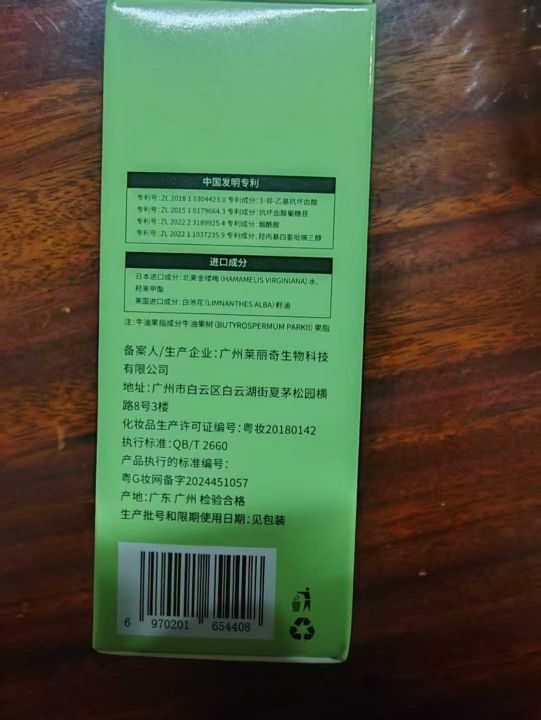 中国发明专利
专利号: ZL 2018 1 0304423.0 专利成分: 3-邻-乙基抗坏血酸
专利号: ZL 2015 1 0179664.3 专利成分: 抗坏血酸葡糖苷
专利号: ZL 2022 2 3189925.4 专利成分: 烟酰胺
专利号: ZL 2022 1 1037235.9 专利成分: 羟丙基四氢吡喃三醇
进口成分
日本进口成分: 北美金缕梅 (HAMAMELIS VIRGINIANA) 水、
羟苯甲酯
美国进口成分: 白池花 (LIMNANTHES ALBA) 籽油
注: 牛油果指成分牛油果树 (BUTYROSPERMUM PARKII) 果脂
备案人/生产企业: 广州莱丽奇生物科技
有限公司
地址: 广州市白云区白云湖街夏茅松园横
路8号3楼
化妆品生产许可证编号: 粤妆20180142
执行标准: QB/T 2660
产品执行的标准编号:
粤G妆网备字2024451057
产地: 广东 广州 检验合格
生产批号和限期使用日期: 见包装
6 970201 654408